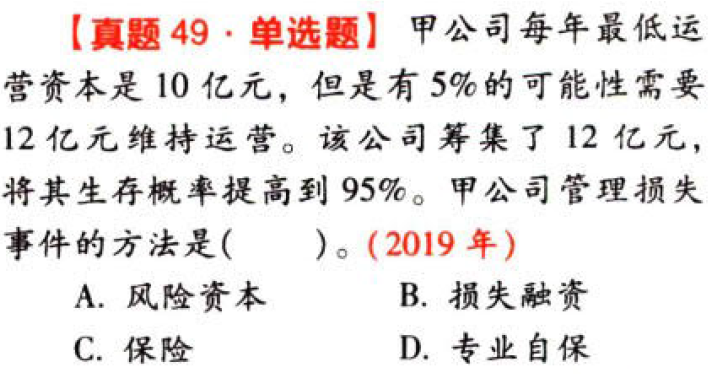 【真题 49·单选题】 甲公司每年最低运
营资本是 10 亿元，但是有 5%的可能性需要
12 亿元维持运营。该公司筹集了 12 亿元，
将其生存概率提高到 95%。甲公司管理损失
事件的方法是(　　)。(2019 年)
A. 风险资本　　B. 损失融资
C. 保险　　D. 专业自保